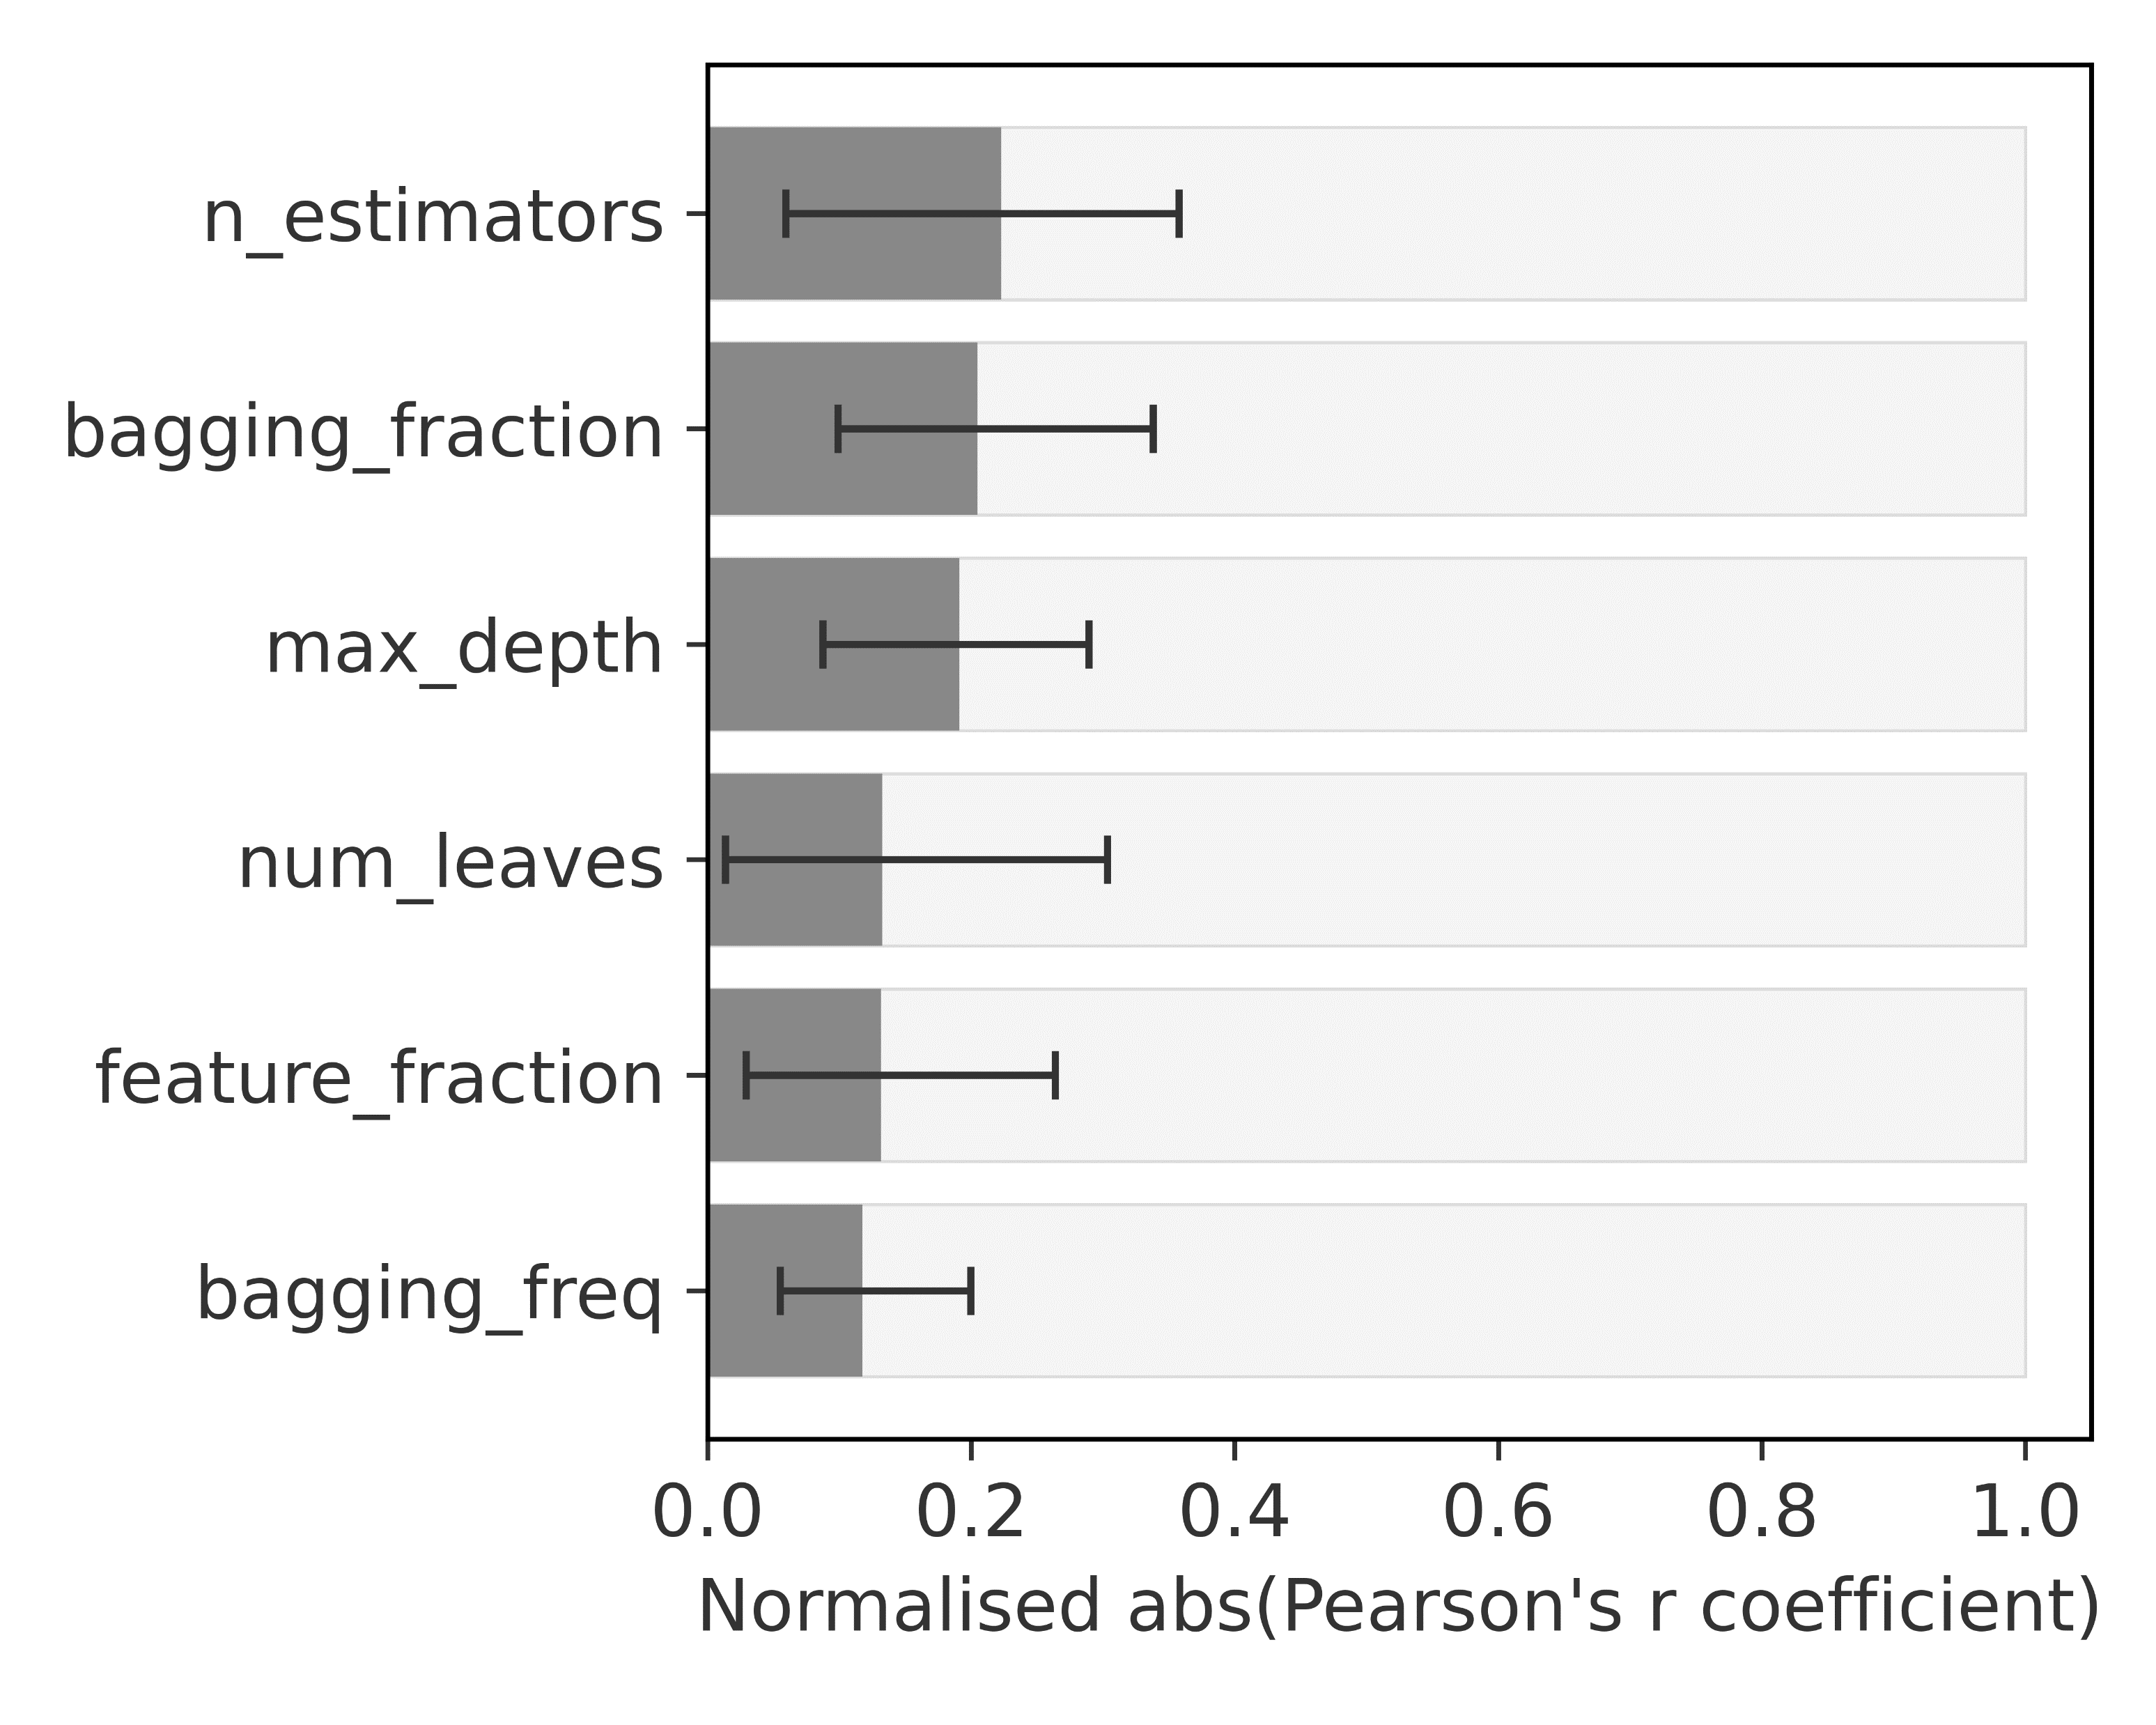 n_estimators
bagging_fraction
max_depth
num_leaves
feature_fraction
bagging_freq
0.0 0.2 0.4 0.6 0.8 1.0
Normalised abs(Pearson's r coefficient)